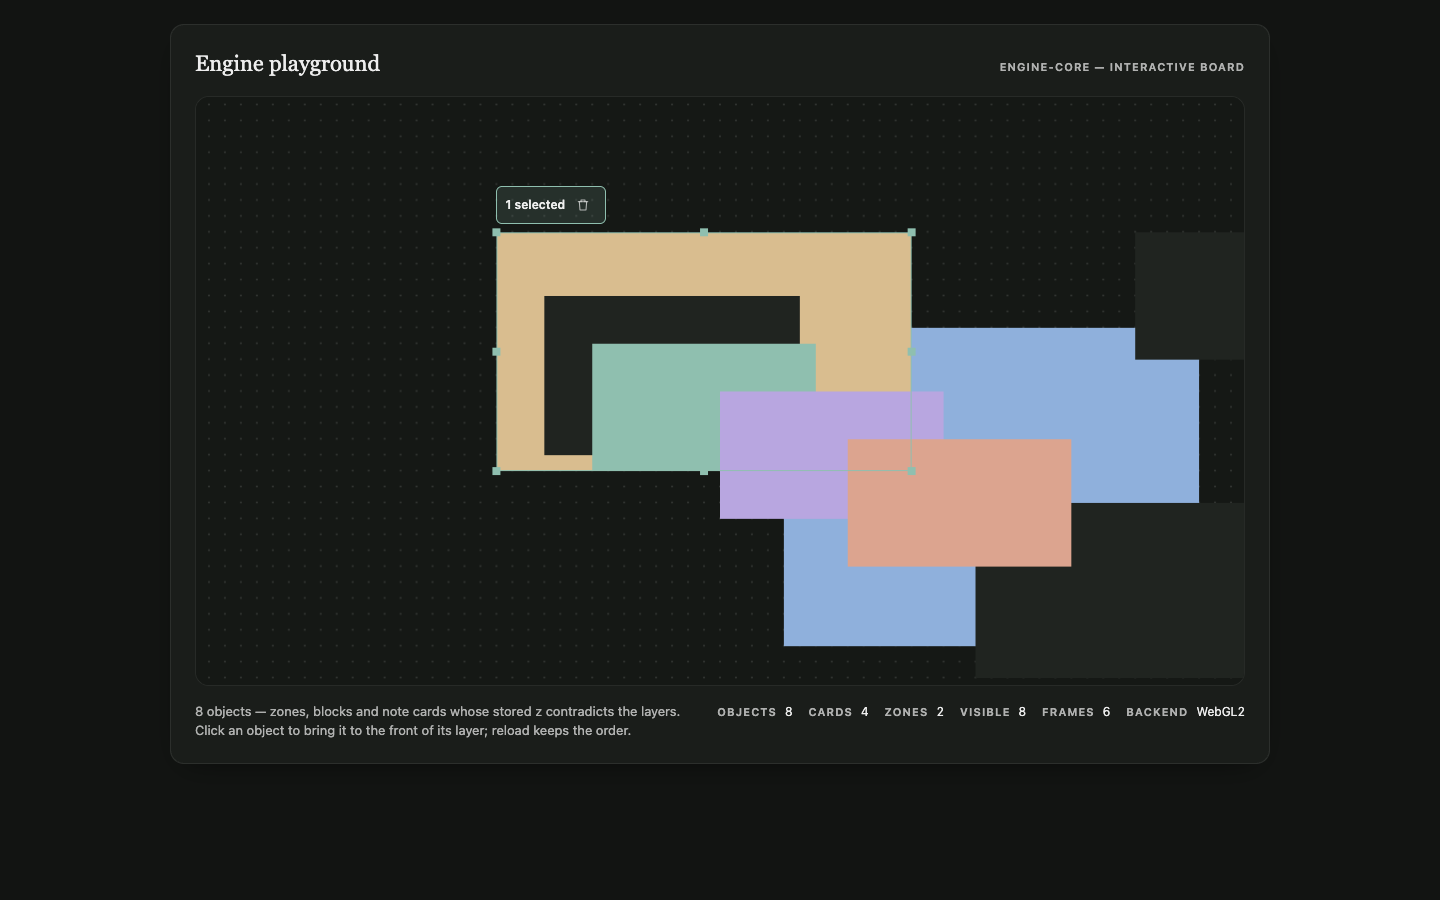 Engine playground
ENGINE-CORE — INTERACTIVE BOARD
1 selected
8 objects — zones, blocks and note cards whose stored z contradicts the layers.
Click an object to bring it to the front of its layer; reload keeps the order.
OBJECTS 8 CARDS 4 ZONES 2 VISIBLE 8 FRAMES 6 BACKEND WebGL2